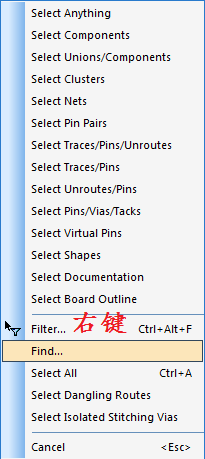 Select Anything
Select Components
Select Unions/Components
Select Clusters
Select Nets
Select Pin Pairs
Select Traces/Pins/Unroutes
Select Traces/Pins
Select Unroutes/Pins
Select Pins/Vias/Tacks
Select Virtual Pins
Select Shapes
Select Documentation
Select Board Outline
Filter... 右键 Ctrl+Alt+F
Find...
Select All Ctrl+A
Select Dangling Routes
Select Isolated Stitching Vias
Cancel <Esc>